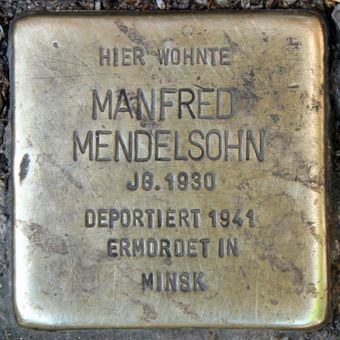 HIER WOHNTE
MANFRED
MENDELSOHN
JG. 1930
DEPORTIERT 1941
ERMORDET IN
MINSK